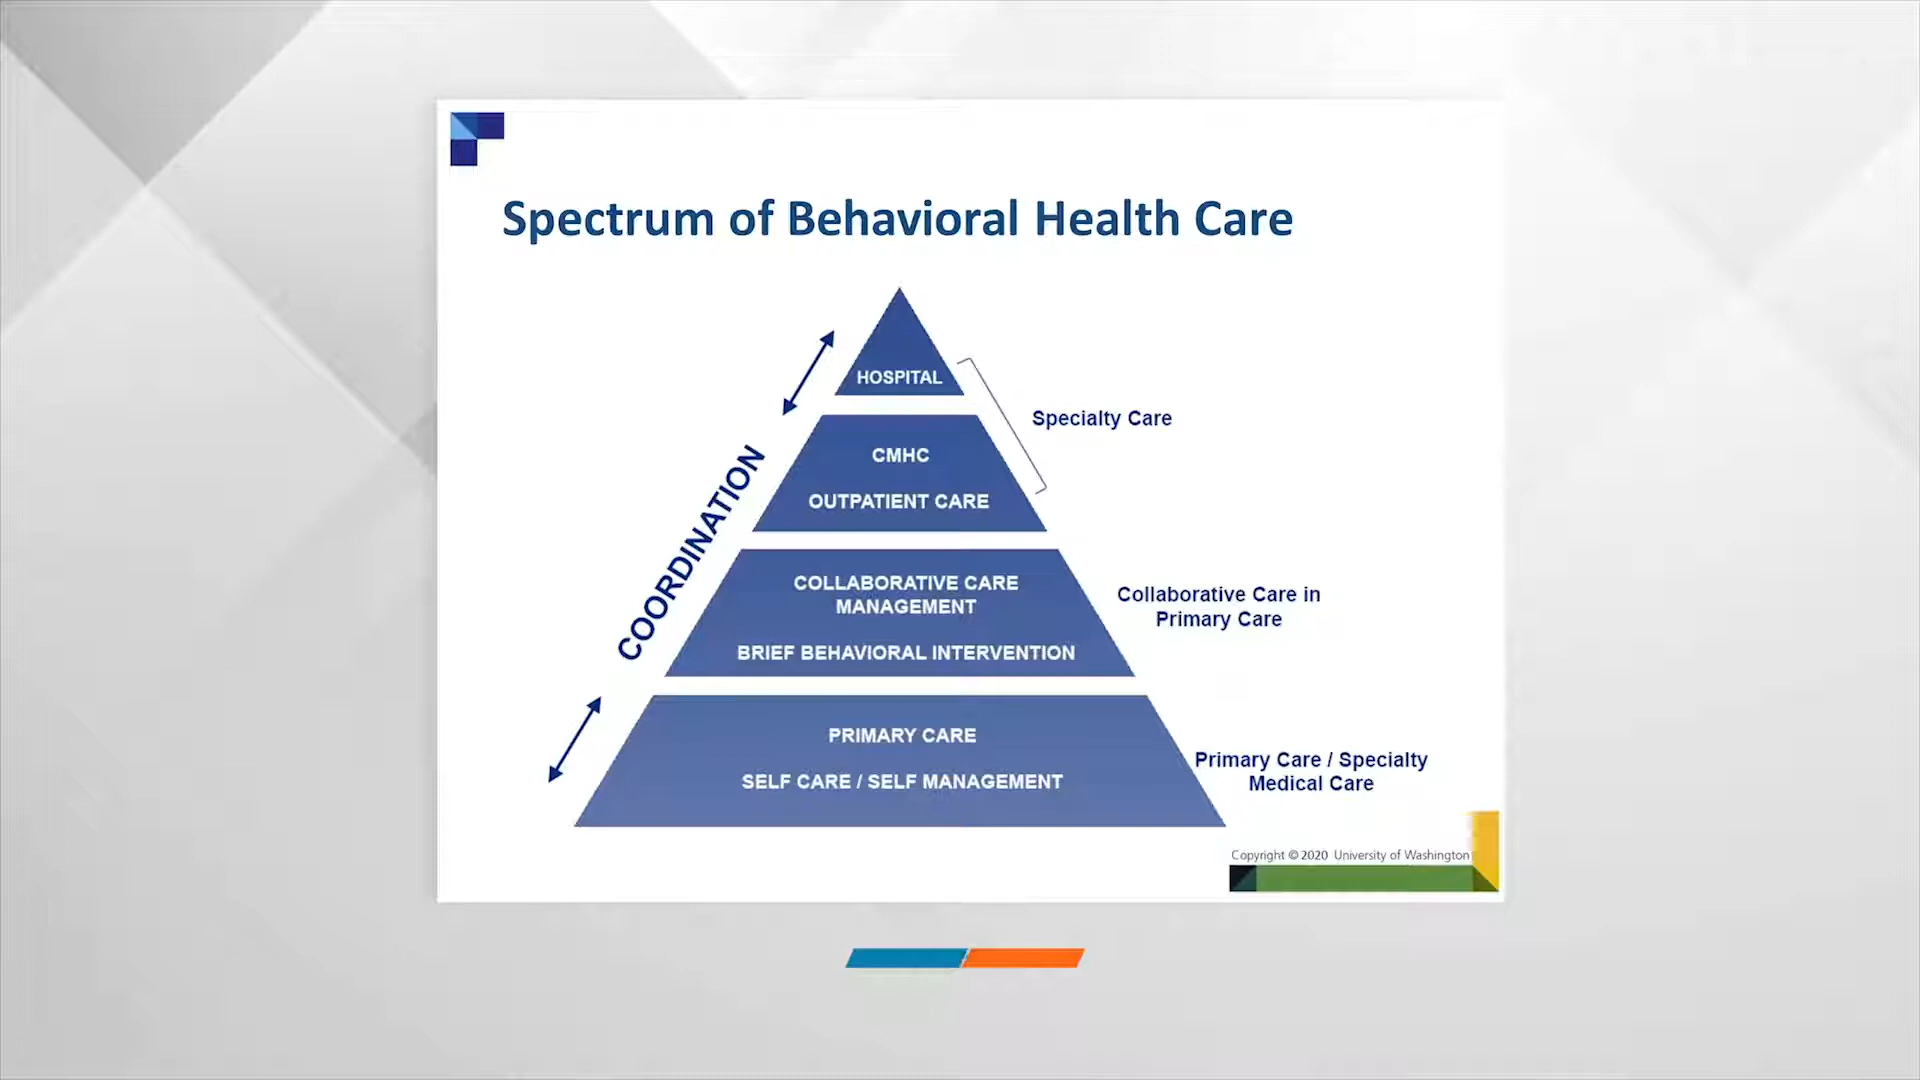 Spectrum of Behavioral Health Care
HOSPITAL
Specialty Care
CMHC
OUTPATIENT CARE
COORDINATION
COLLABORATIVE CARE
MANAGEMENT
BRIEF BEHAVIORAL INTERVENTION
Collaborative Care in
Primary Care
PRIMARY CARE
SELF CARE / SELF MANAGEMENT
Primary Care / Specialty
Medical Care
Copyright © 2020 University of Washington